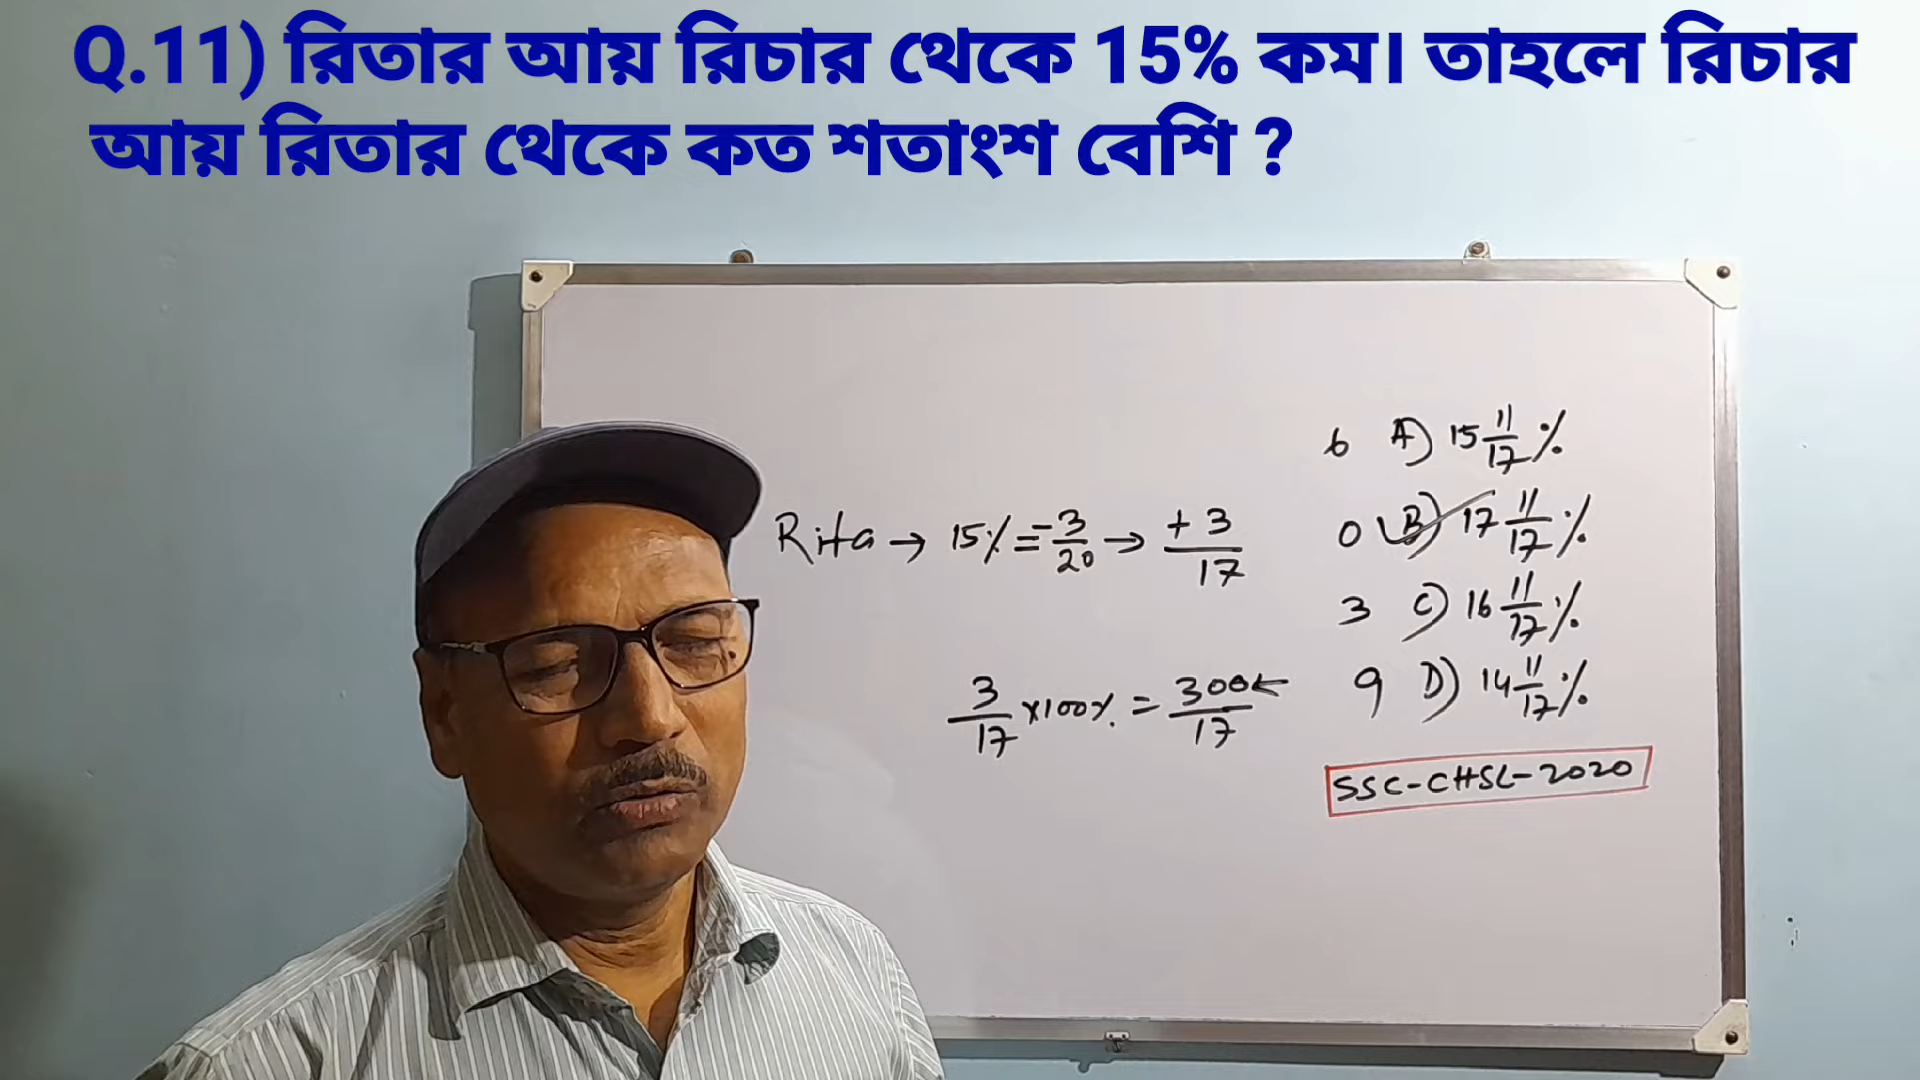 Q.11) রিতার আয় রিচার থেকে 15% কম। তাহলে রিচার
আয় রিতার থেকে কত শতাংশ বেশি ?
Rita → 15% = -3/20 → +3/17
3/17 ×100% = 300/17 ←
6 A) 15 11/17 %
0 B) 17 11/17 %
3 C) 16 11/17 %
9 D) 14 11/17 %
SSC-CHSL-2020